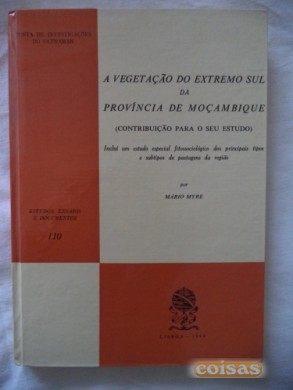 JUNTA DE INVESTIGAÇÕES
DO ULTRAMAR
A VEGETAÇÃO DO EXTREMO SUL
DA
PROVÍNCIA DE MOÇAMBIQUE
(CONTRIBUIÇÃO PARA O SEU ESTUDO)
Inclui um estudo especial fitossociológico dos principais tipos
e subtipos de pastagens da região
por
MARIO MYRE
ESTUDOS, ENSAIOS
E DOCUMENTOS
110
LISBOA
coisas